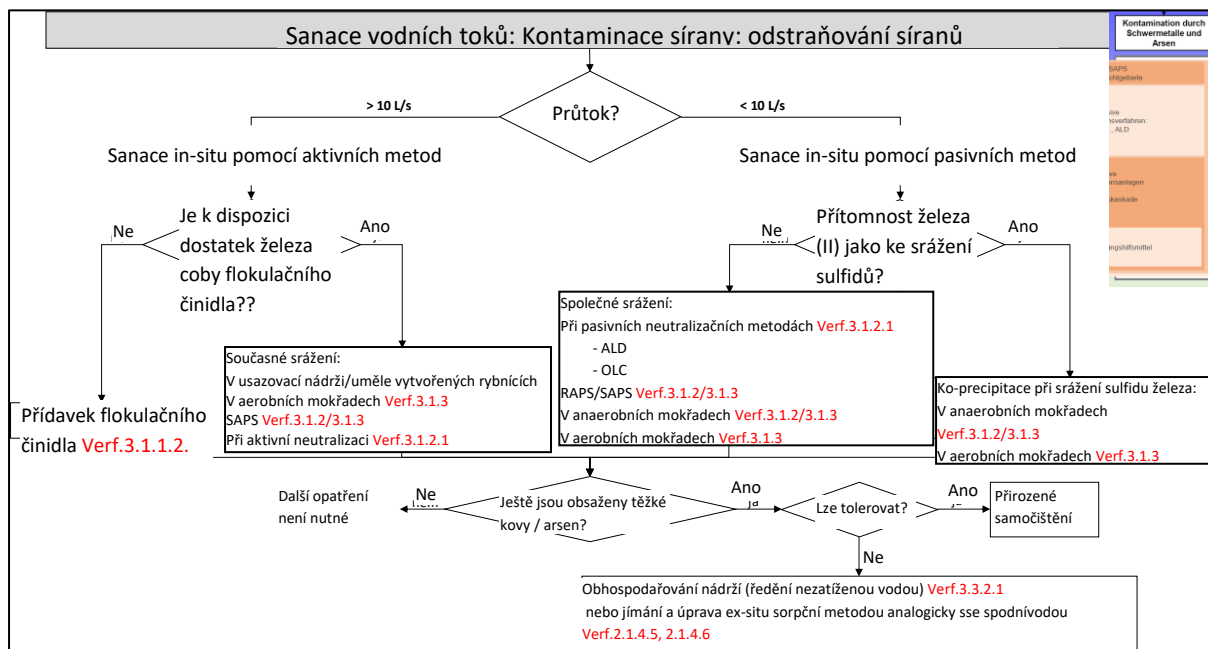 Sanace vodních toků: Kontaminace sírany: odstraňování síranů
Kontamination durch
Schwermetalle und
Arsen
SAPS
ive
, ALD
ve
> 10 L/s
Průtok?
< 10 L/s
Sanace in-situ pomocí aktivních metod
Sanace in-situ pomocí pasivních metod
Ne
Je k dispozici
dostatek železa
coby flokulačního
činidla??
Ano
Ne
Přítomnost železa
(II) jako ke srážení
sulfidů?
Ano
Přídavek flokulačního
činidla Verf.3.1.1.2.
Současné srážení:
V usazovací nádrži/uměle vytvořených rybnících
V aerobních mokřadech Verf.3.1.3
SAPS Verf.3.1.2/3.1.3
Při aktivní neutralizaci Verf.3.1.2.1
Společné srážení:
Při pasivních neutralizačních metodách Verf.3.1.2.1
- ALD
- OLC
RAPS/SAPS Verf.3.1.2/3.1.3
V anaerobních mokřadech Verf.3.1.2/3.1.3
V aerobních mokřadech Verf.3.1.3
Ko-precipitace při srážení sulfidu železa:
V anaerobních mokřadech
Verf.3.1.2/3.1.3
V aerobních mokřadech Verf.3.1.3
Další opatření
není nutné
Ne
Ještě jsou obsaženy těžké
kovy / arsen?
Ano
Lze tolerovat?
Ano
Přirozené
samočištění
Ne
Obhospodařování nádrží (ředění nezatíženou vodou) Verf.3.3.2.1
nebo jímání a úprava ex-situ sorpční metodou analogicky sse spodnívodou
Verf.2.1.4.5, 2.1.4.6